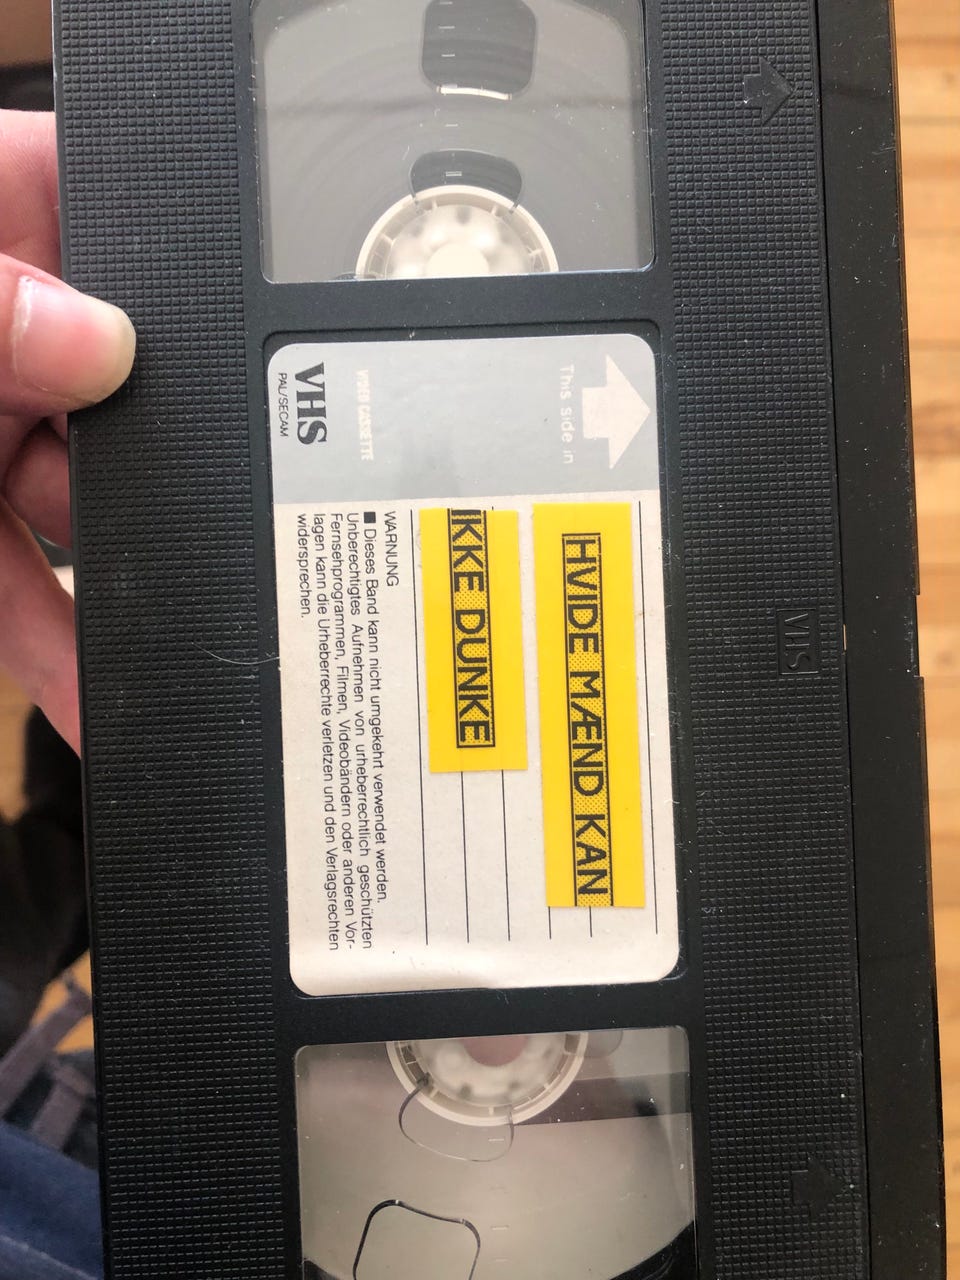 This side in
HVIDE MÆND KAN
IKKE DUNKE
VIDEO CASSETTE
VHS
PAL/SECAM
WARNUNG
■ Dieses Band kann nicht umgekehrt verwendet werden.
Unberechtigtes Aufnehmen von urheberrechtlich geschützten
Fernsehprogrammen, Filmen, Videobändern oder anderen Vor-
lagen kann die Urheberrechte verletzen und den Verlagsrechten
widersprechen.
VHS